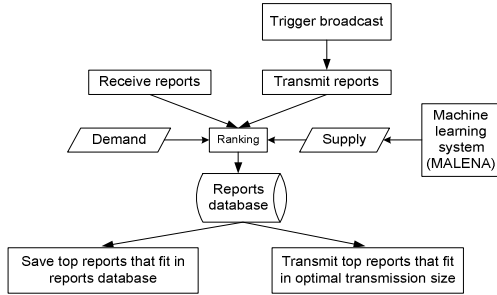 Trigger broadcast
Receive reports
Transmit reports
Demand
Ranking
Supply
Machine
learning
system
(MALENA)
Reports
database
Save top reports that fit in
reports database
Transmit top reports that fit
in optimal transmission size